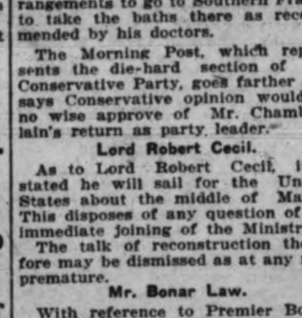 rangements to go to Southern Fra
to take the baths there as reco
mended by his doctors.
The Morning Post, which rep
sents the die-hard section of
Conservative Party, goes farther
says Conservative opinion would
no wise approve of Mr. Chamb
lain's return as party leader.
Lord Robert Cecil.
As to Lord Robert Cecil, i
stated he will sail for the Un
States about the middle of Ma
This disposes of any question of
immediate joining of the Ministr
The talk of reconstruction the
fore may be dismissed as at any
premature.
Mr. Bonar Law.
With reference to Premier Bo